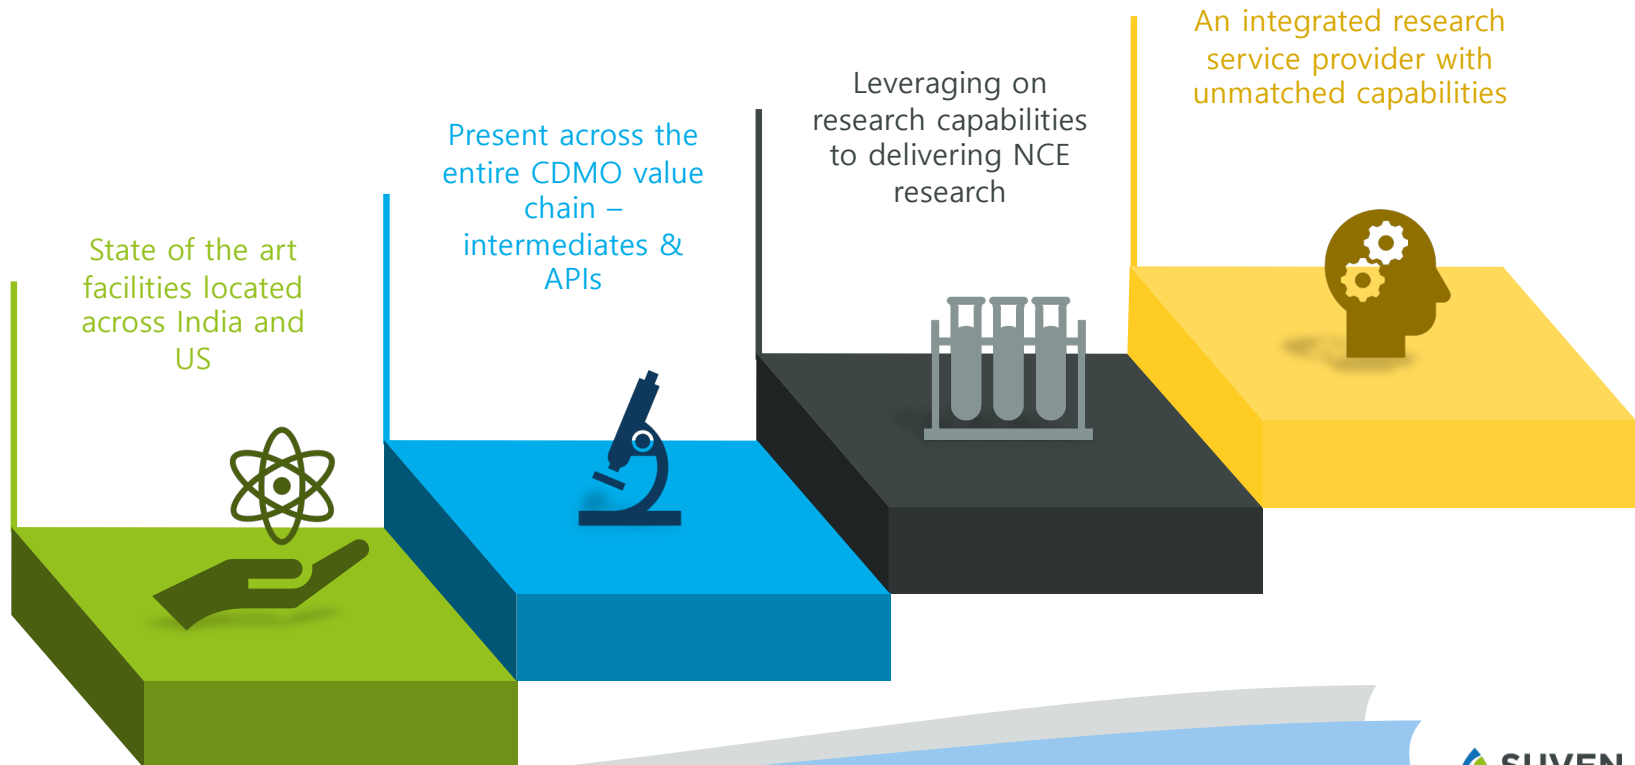 State of the art
facilities located
across India and
US
Present across the
entire CDMO value
chain –
intermediates &
APIs
Leveraging on
research capabilities
to delivering NCE
research
An integrated research
service provider with
unmatched capabilities
SUVEN